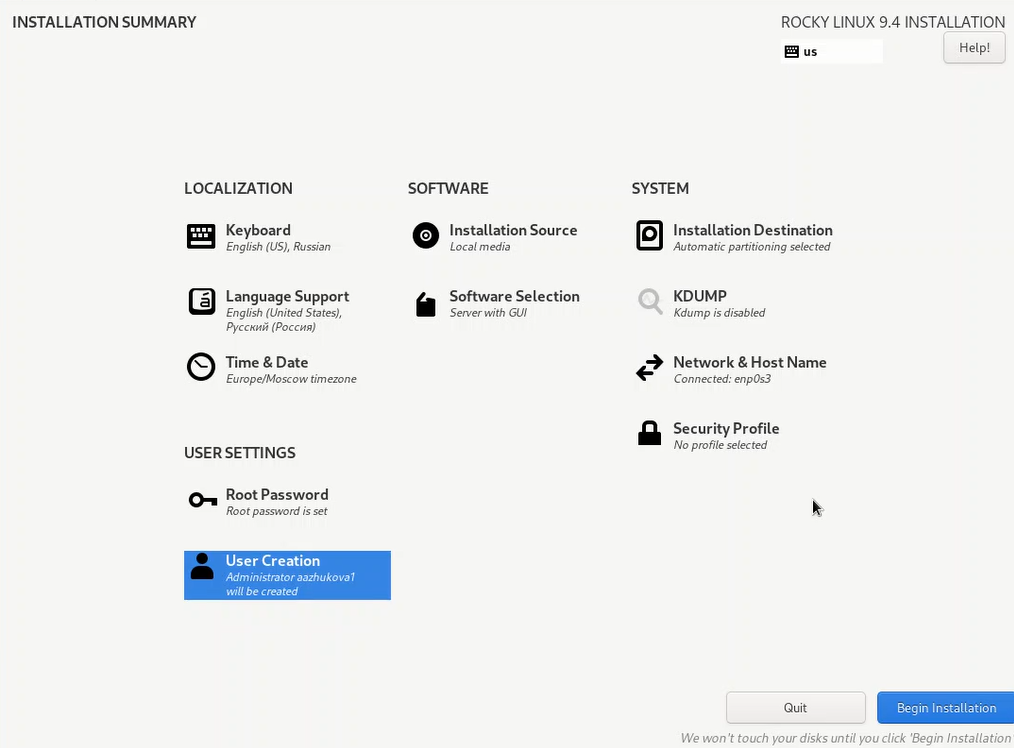 INSTALLATION SUMMARY
ROCKY LINUX 9.4 INSTALLATION
us
Help!
LOCALIZATION
Keyboard
English (US), Russian
Language Support
English (United States),
Русский (Россия)
Time & Date
Europe/Moscow timezone
SOFTWARE
Installation Source
Local media
Software Selection
Server with GUI
SYSTEM
Installation Destination
Automatic partitioning selected
KDUMP
Kdump is disabled
Network & Host Name
Connected: enp0s3
Security Profile
No profile selected
USER SETTINGS
Root Password
Root password is set
User Creation
Administrator aazhukova1
will be created
Quit
Begin Installation
We won't touch your disks until you click 'Begin Installation